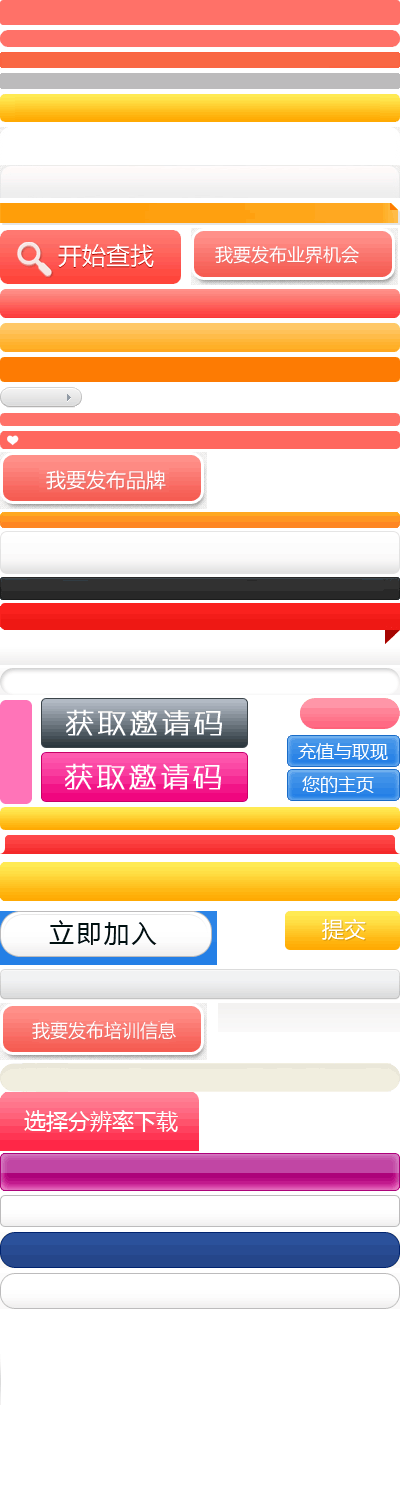 开始查找
我要发布业界机会
我要发布品牌
获取邀请码
充值与取现
获取邀请码
您的主页
立即加入
提交
我要发布培训信息
选择分辨率下载